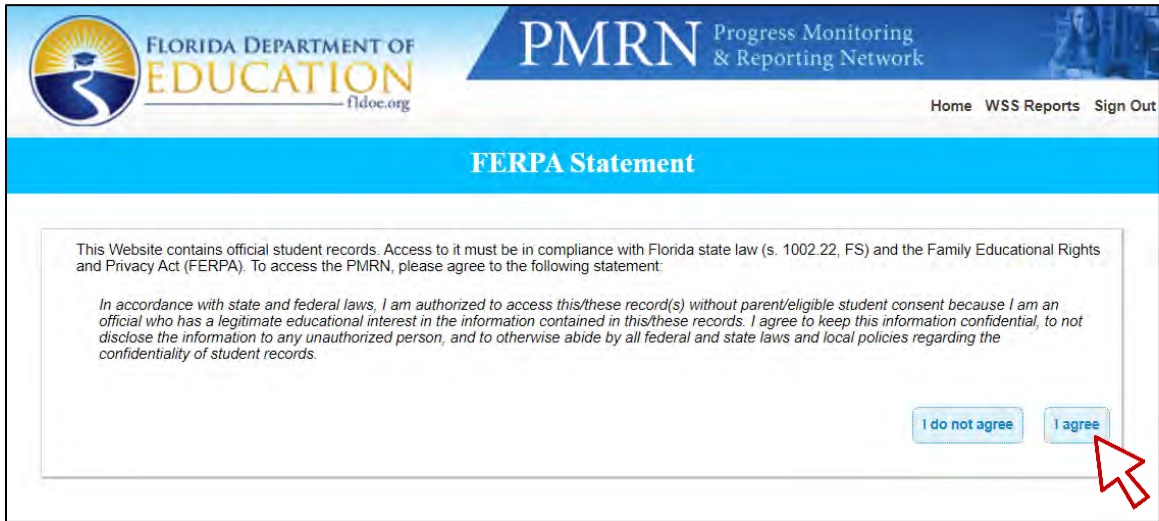 FLORIDA DEPARTMENT OF
EDUCATION
fldoe.org
PMRN Progress Monitoring
& Reporting Network
Home WSS Reports Sign Out
FERPA Statement
This Website contains official student records. Access to it must be in compliance with Florida state law (s. 1002.22, FS) and the Family Educational Rights
and Privacy Act (FERPA). To access the PMRN, please agree to the following statement:
In accordance with state and federal laws, I am authorized to access this/these record(s) without parent/eligible student consent because I am an
official who has a legitimate educational interest in the information contained in this/these records. I agree to keep this information confidential, to not
disclose the information to any unauthorized person, and to otherwise abide by all federal and state laws and local policies regarding the
confidentiality of student records.
I do not agree I agree